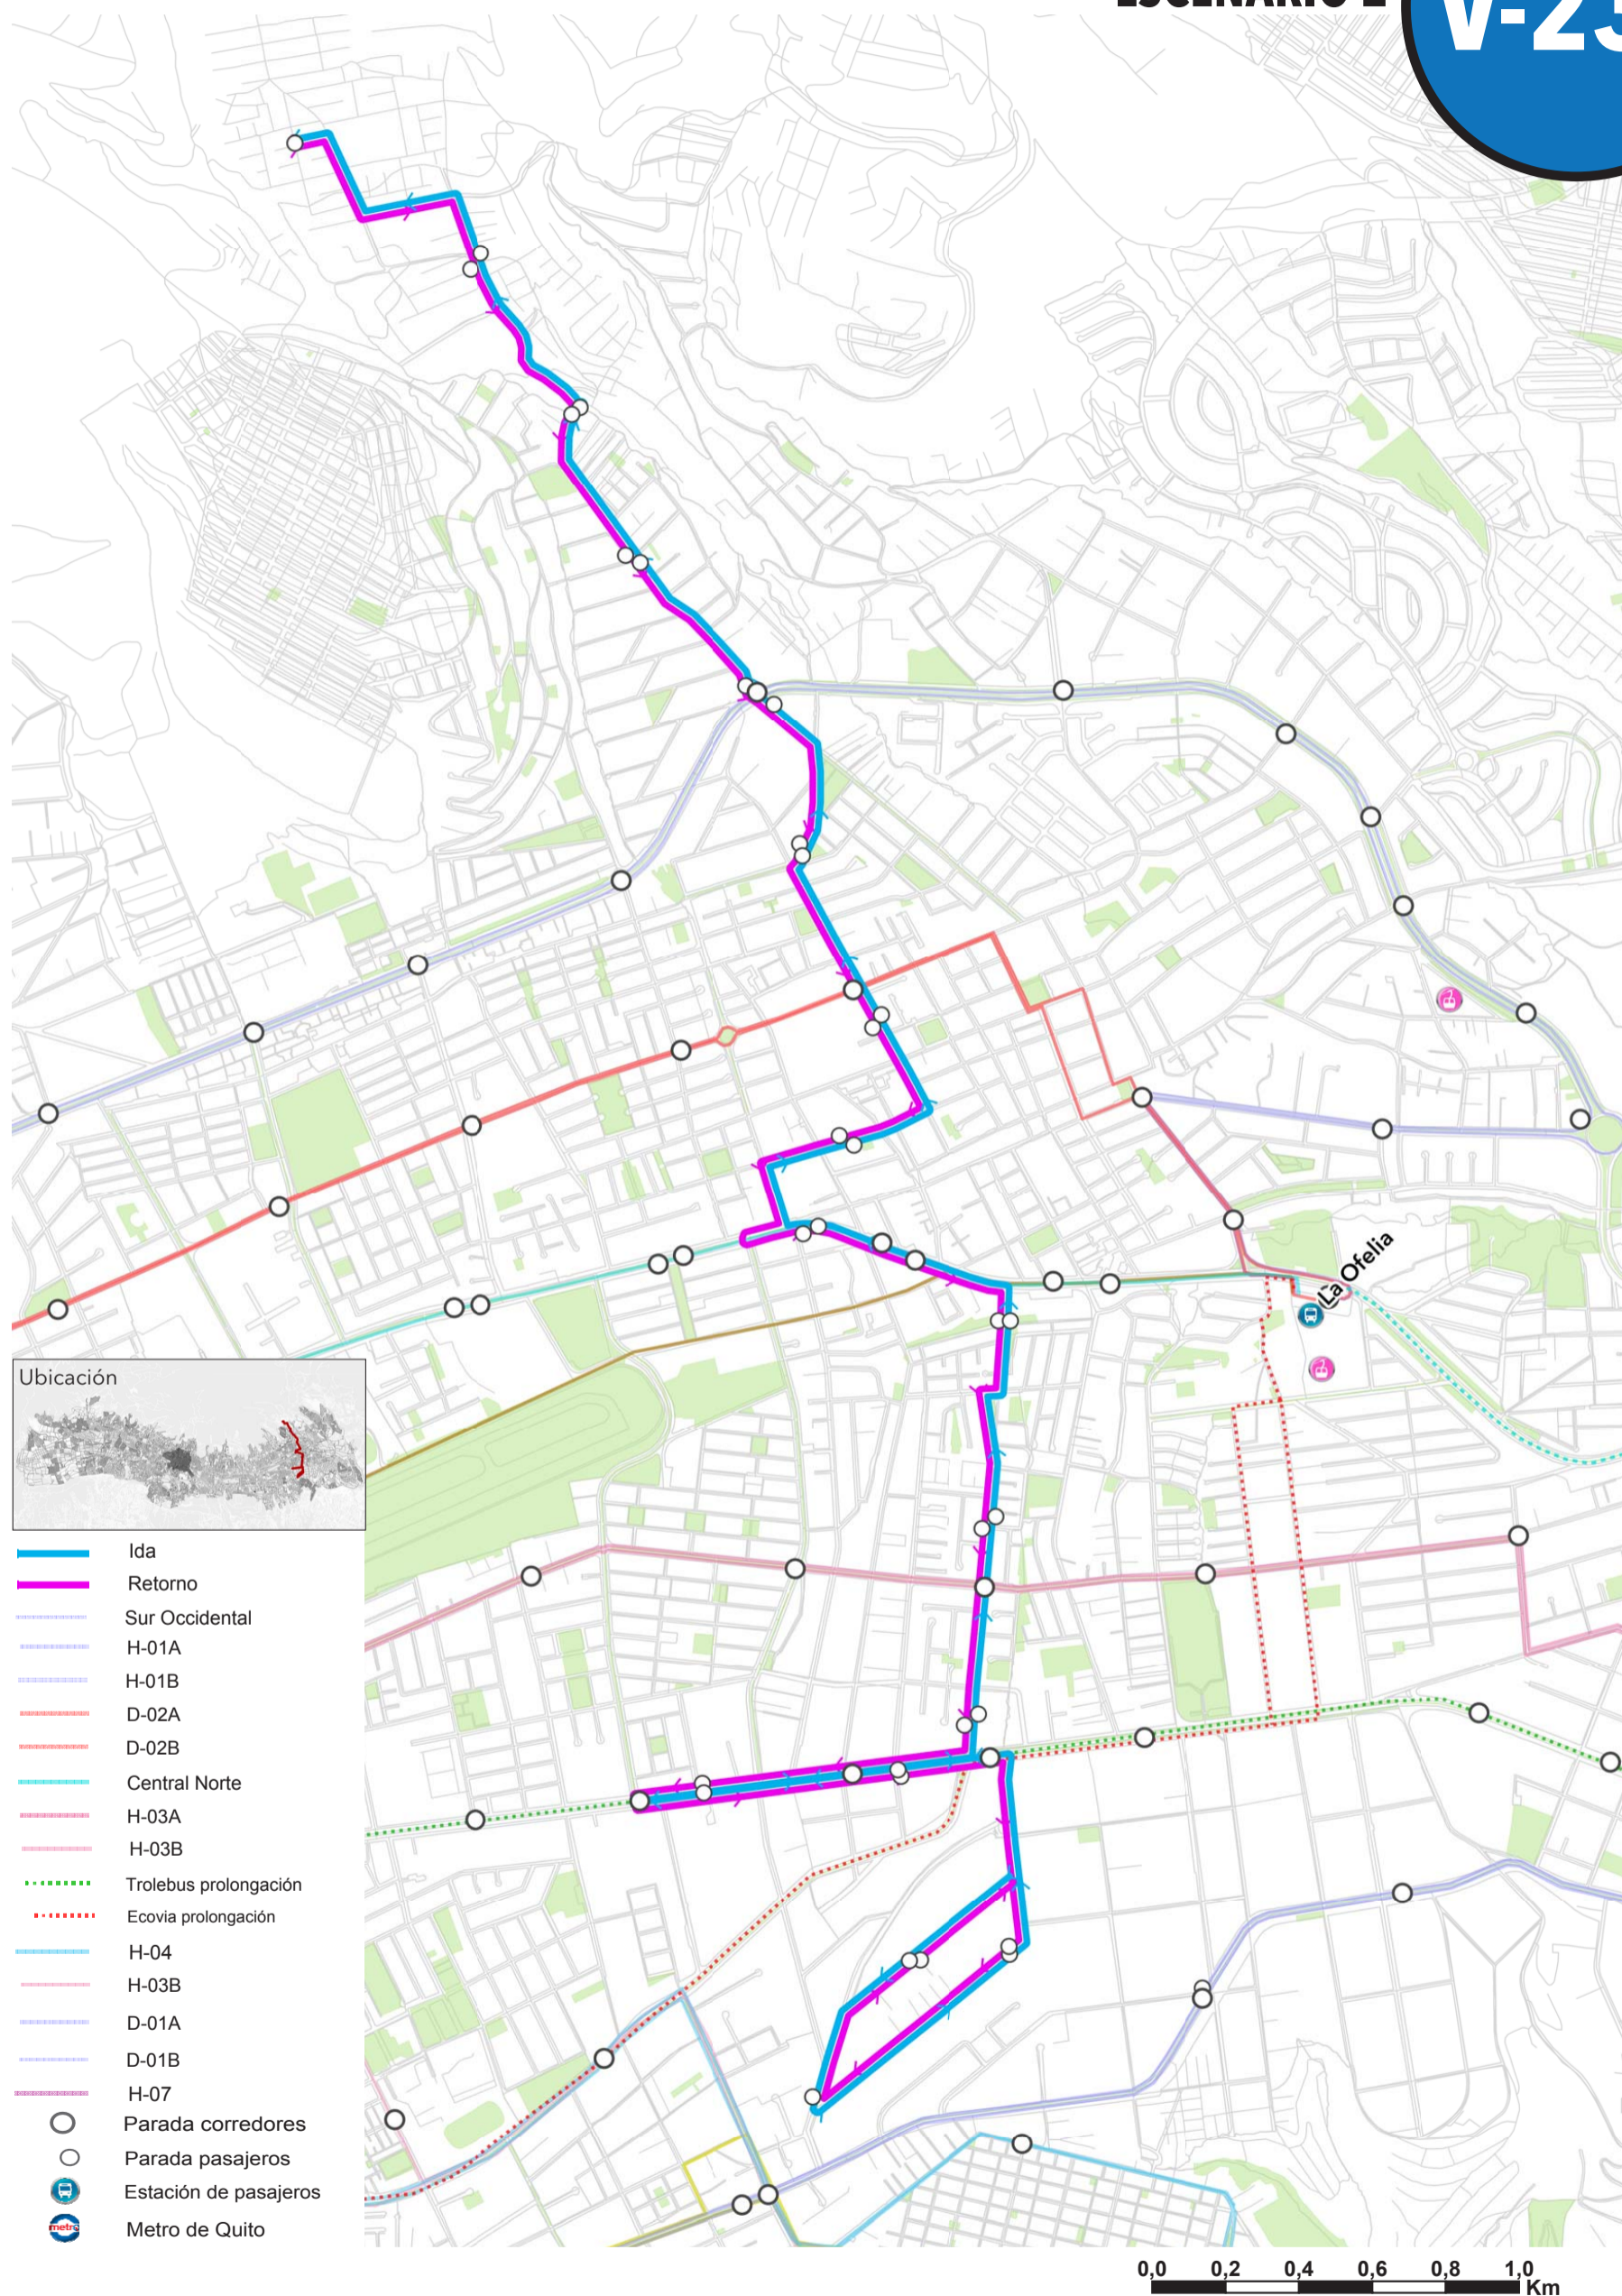 V-23
La Ofelia
Ubicación
Ida
Retorno
Sur Occidental
H-01A
H-01B
D-02A
D-02B
Central Norte
H-03A
H-03B
Trolebus prolongación
Ecovia prolongación
H-04
H-03B
D-01A
D-01B
H-07
Parada corredores
Parada pasajeros
Estación de pasajeros
metro
Metro de Quito
0,0 0,2 0,4 0,6 0,8 1,0
Km